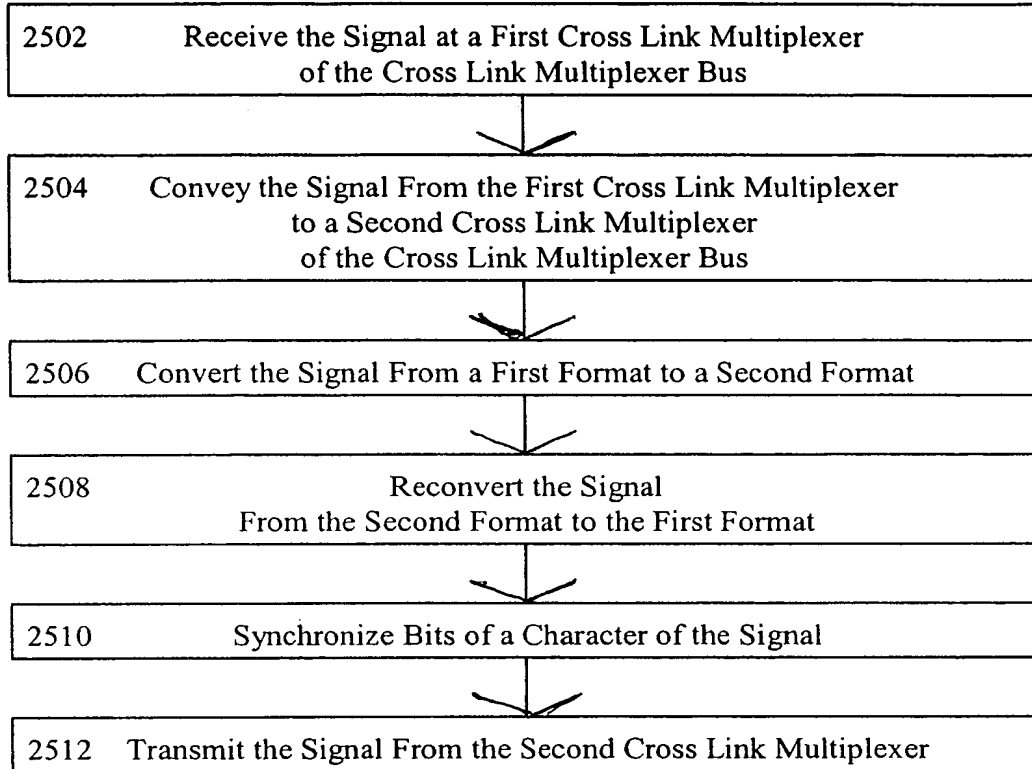 2502 Receive the Signal at a First Cross Link Multiplexer
of the Cross Link Multiplexer Bus
2504 Convey the Signal From the First Cross Link Multiplexer
to a Second Cross Link Multiplexer
of the Cross Link Multiplexer Bus
2506 Convert the Signal From a First Format to a Second Format
2508 Reconvert the Signal
From the Second Format to the First Format
2510 Synchronize Bits of a Character of the Signal
2512 Transmit the Signal From the Second Cross Link Multiplexer